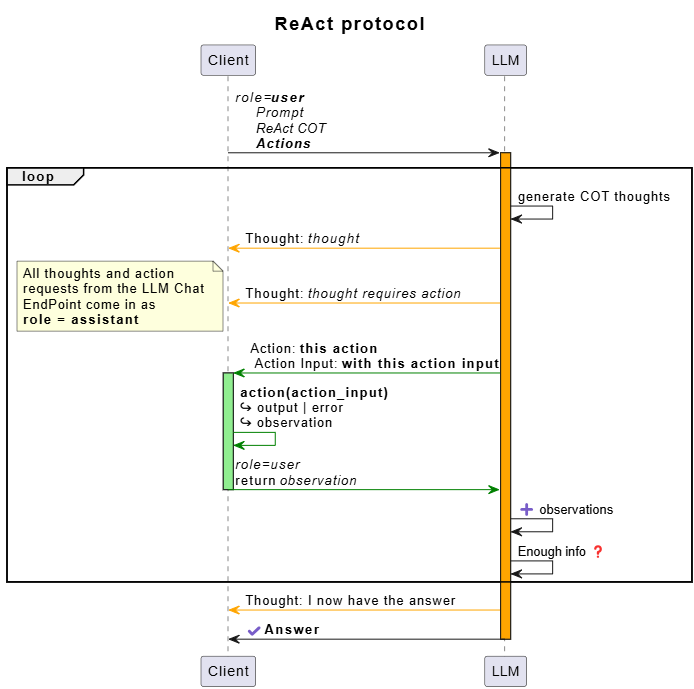 ReAct protocol
Client
LLM
role=user
Prompt
ReAct COT
Actions
loop
generate COT thoughts
Thought: thought
All thoughts and action
requests from the LLM Chat
EndPoint come in as
role = assistant
Thought: thought requires action
Action: this action
Action Input: with this action input
action(action_input)
↪ output | error
↪ observation
role=user
return observation
➕ observations
Enough info ❓
Thought: I now have the answer
✔ Answer
Client
LLM